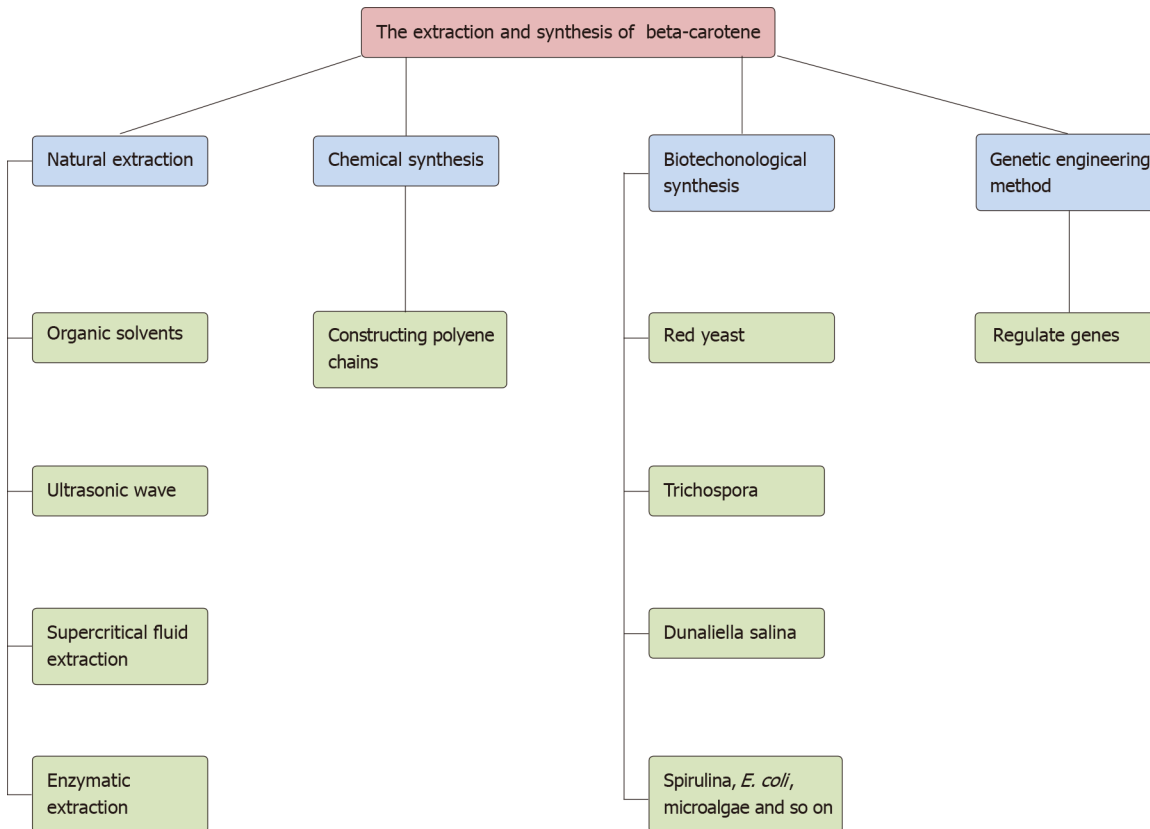 The extraction and synthesis of beta-carotene
Natural extraction
Organic solvents
Ultrasonic wave
Supercritical fluid
extraction
Enzymatic
extraction
Chemical synthesis
Constructing polyene
chains
Biotechonological
synthesis
Red yeast
Trichospora
Dunaliella salina
Spirulina, E. coli,
microalgae and so on
Genetic engineering
method
Regulate genes